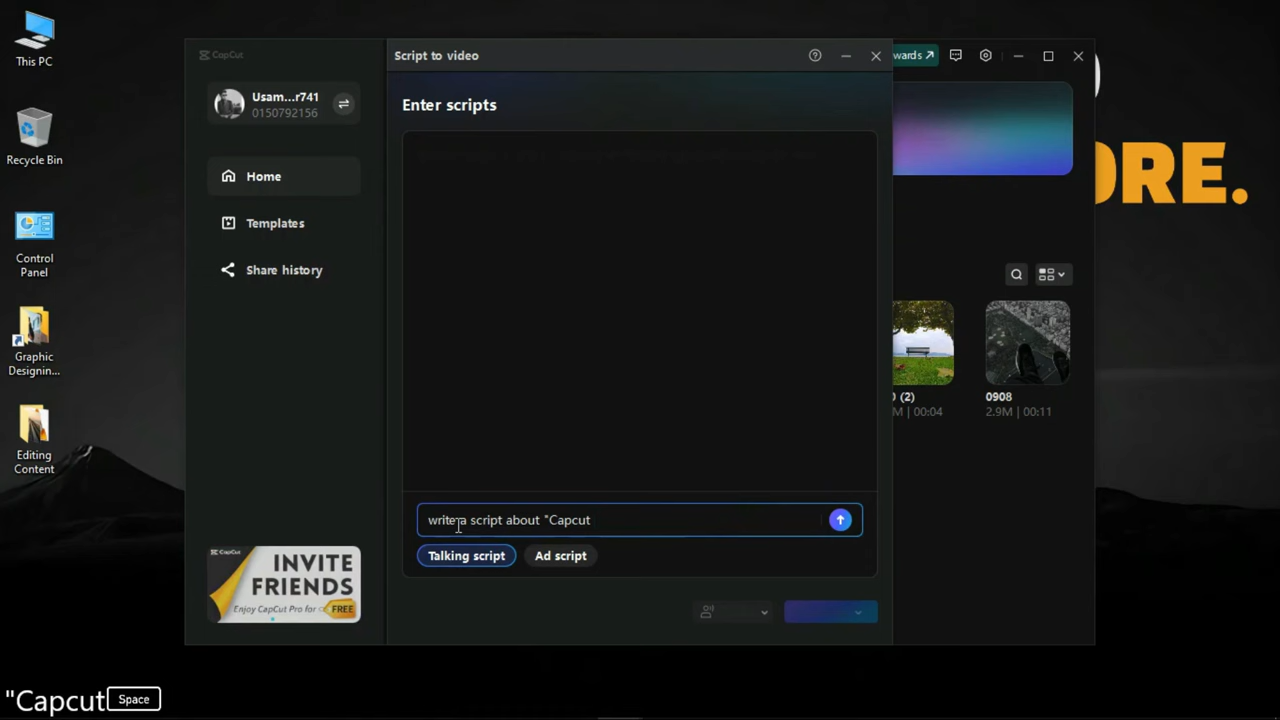 This PC
Recycle Bin
Control
Panel
Graphic
Designin...
Editing
Content
CapCut
Usam...r741
0150792156
Home
Templates
Share history
CapCut
INVITE
FRIENDS
Enjoy CapCut Pro for FREE
Script to video
Enter scripts
write a script about "Capcut
Talking script
Ad script
wards
ORE.
(2)
M | 00:04
0908
2.9M | 00:11
"Capcut Space